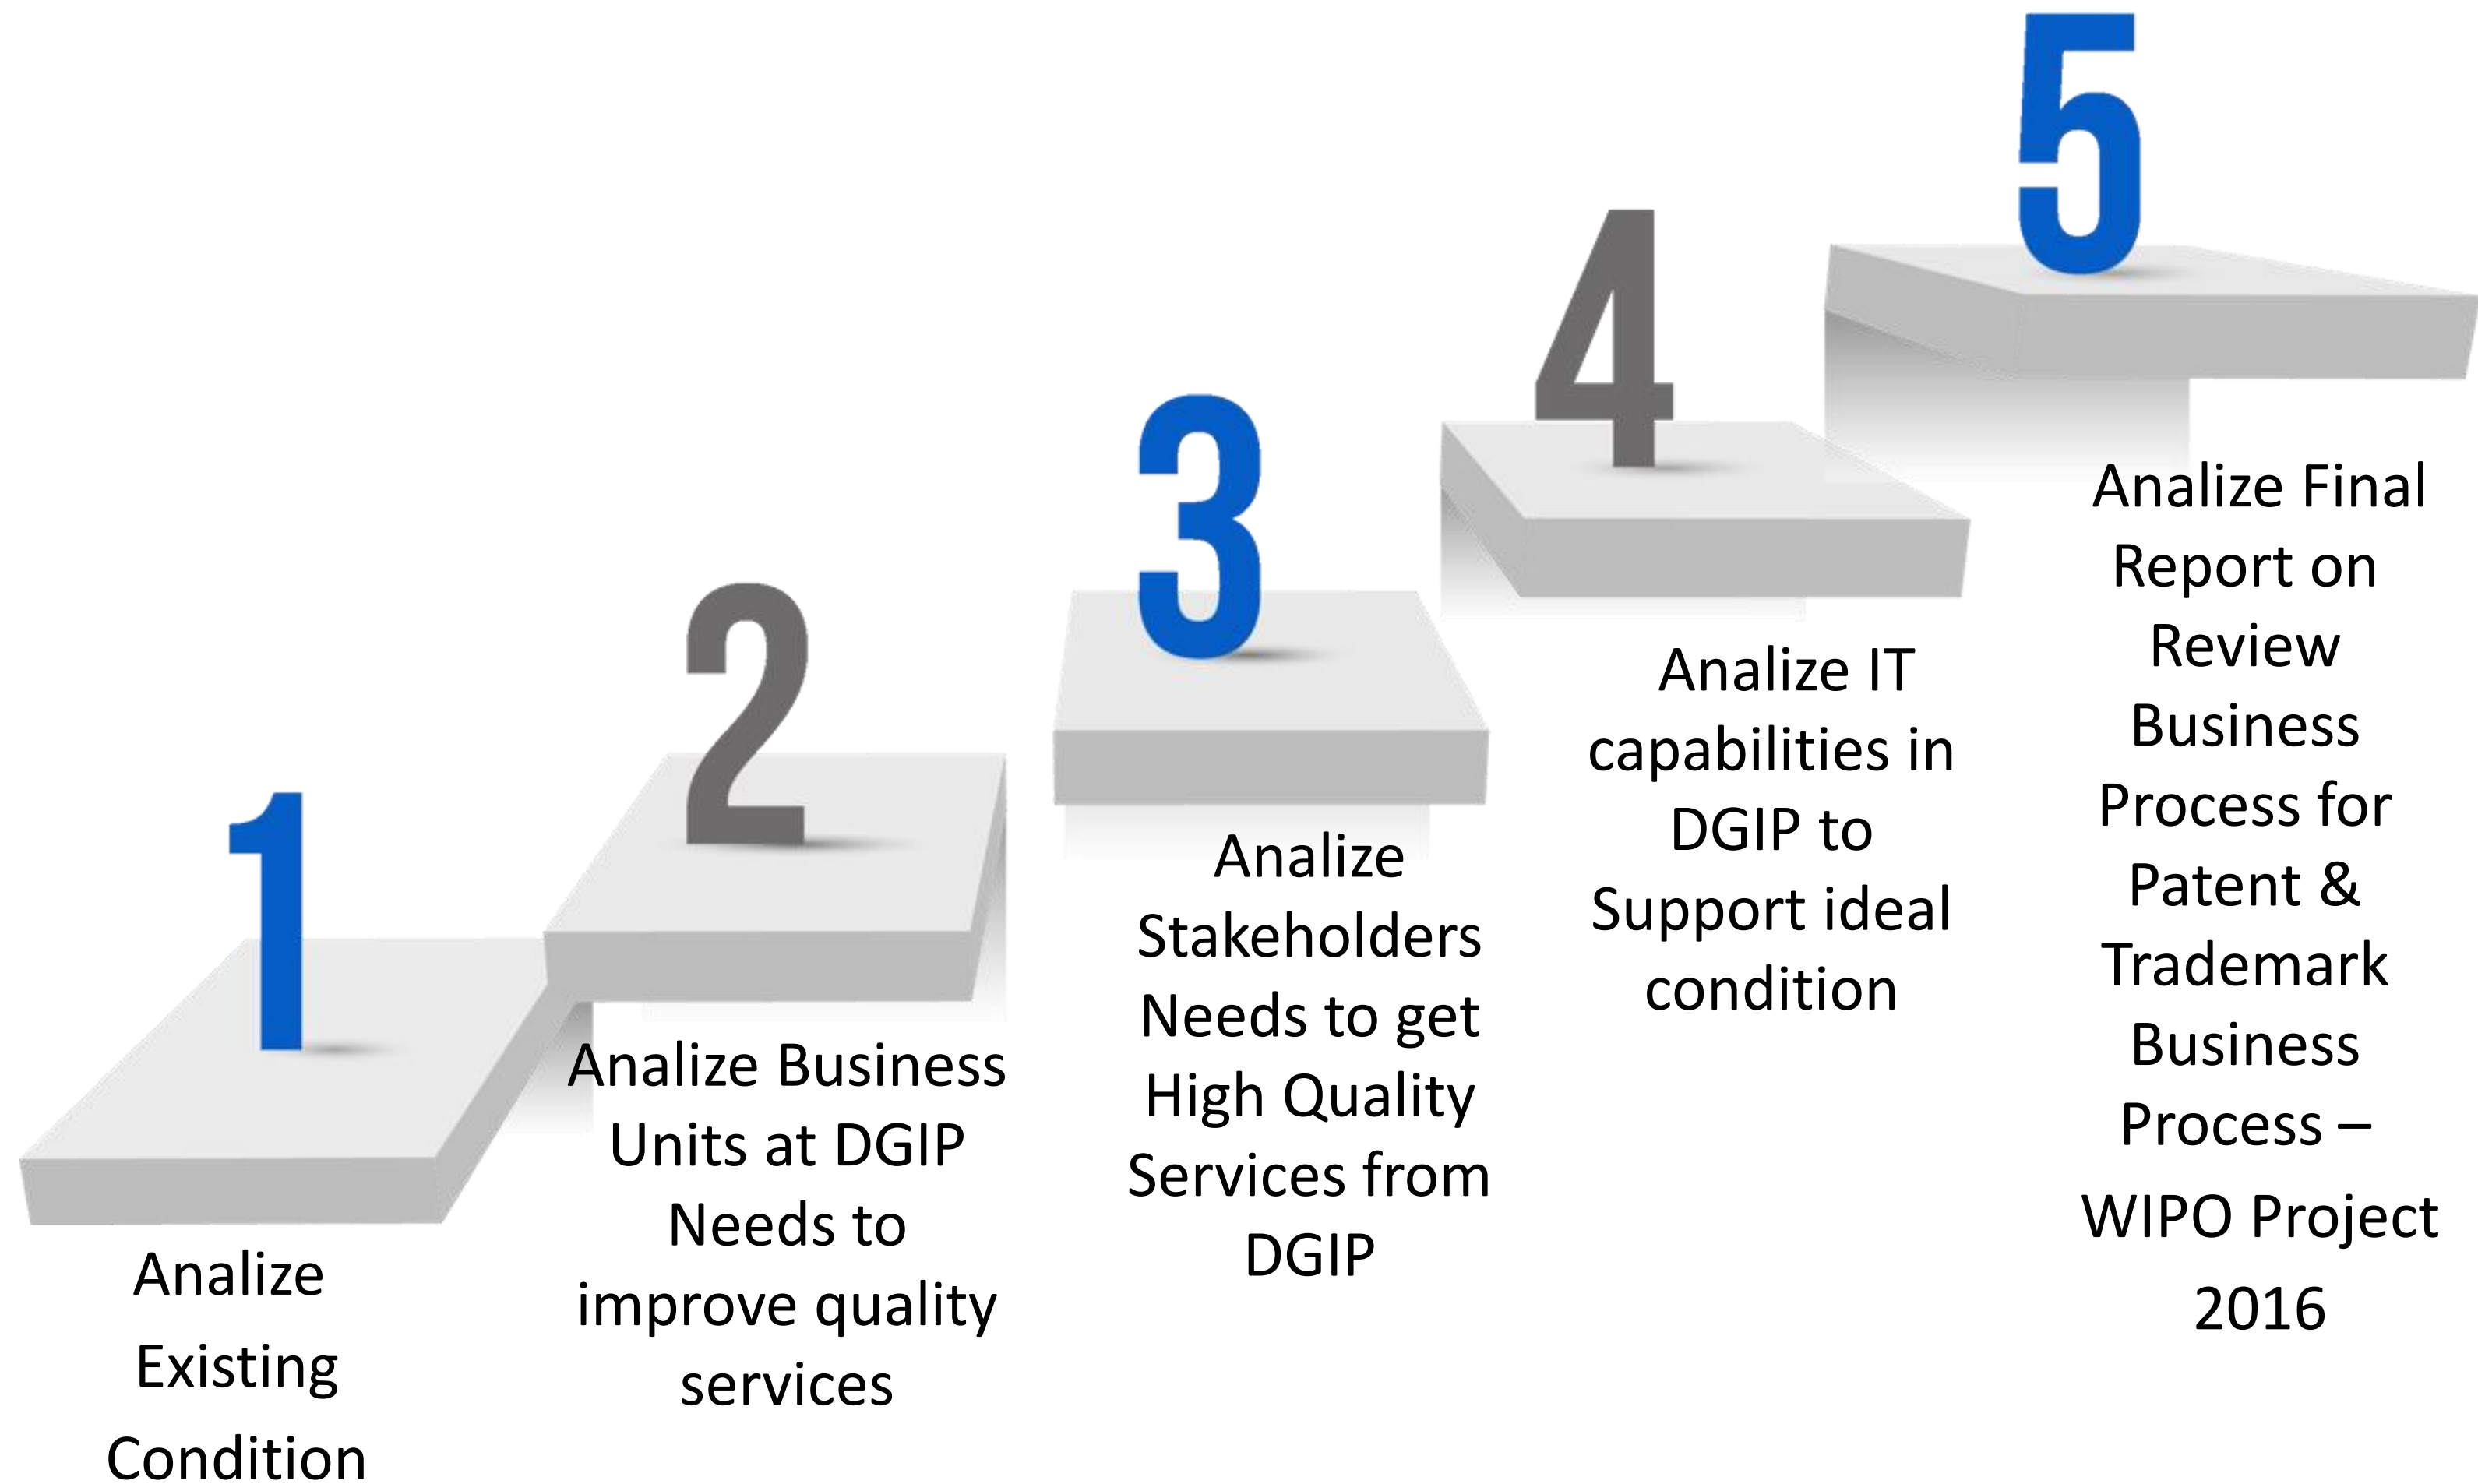 1
Analize
Existing
Condition
2
Analize Business
Units at DGIP
Needs to
improve quality
services
3
Analize
Stakeholders
Needs to get
High Quality
Services from
DGIP
4
Analize IT
capabilities in
DGIP to
Support ideal
condition
5
Analize Final
Report on
Review
Business
Process for
Patent &
Trademark
Business
Process –
WIPO Project
2016